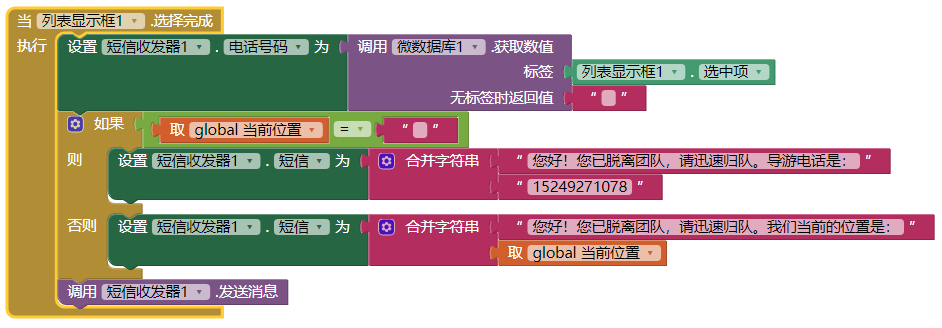 当 列表显示框1 .选择完成
执行 设置 短信收发器1 . 电话号码 为 调用 微数据库1 .获取数值
标签 列表显示框1 . 选中项
无标签时返回值 “ ”
如果 取 global 当前位置 = “ ”
则 设置 短信收发器1 . 短信 为 合并字符串 “ 您好！您已脱离团队，请迅速归队。导游电话是： ”
“ 15249271078 ”
否则 设置 短信收发器1 . 短信 为 合并字符串 “ 您好！您已脱离团队，请迅速归队。我们当前的位置是： ”
取 global 当前位置
调用 短信收发器1 .发送消息